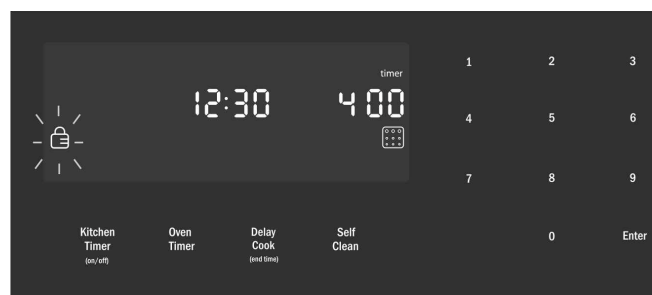 timer
12:30 4 00
1 2 3
4 5 6
7 8 9
0 Enter
Kitchen Timer (on/off)
Oven Timer
Delay Cook (end time)
Self Clean